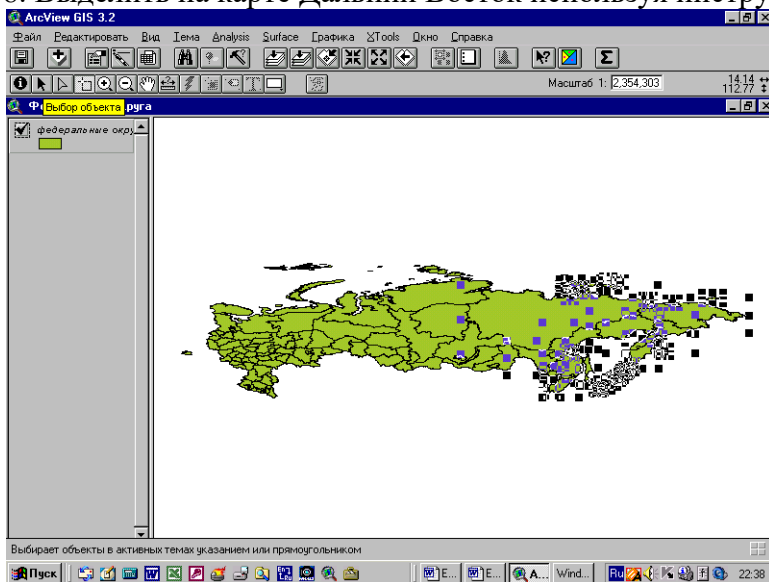 Выделить на карте Дальний Восток используя инстру
ArcView GIS 3.2
Файл Редактировать Вид Тема Analysis Surface Графика XTools Окно Справка
Масштаб 1: 2,354,303 14.14
112.77
Выбор объекта руга
федеральные окру
Выбирает объекты в активных темах указанием или прямоугольником
Пуск E... E... A... Wind... Ru 22:38